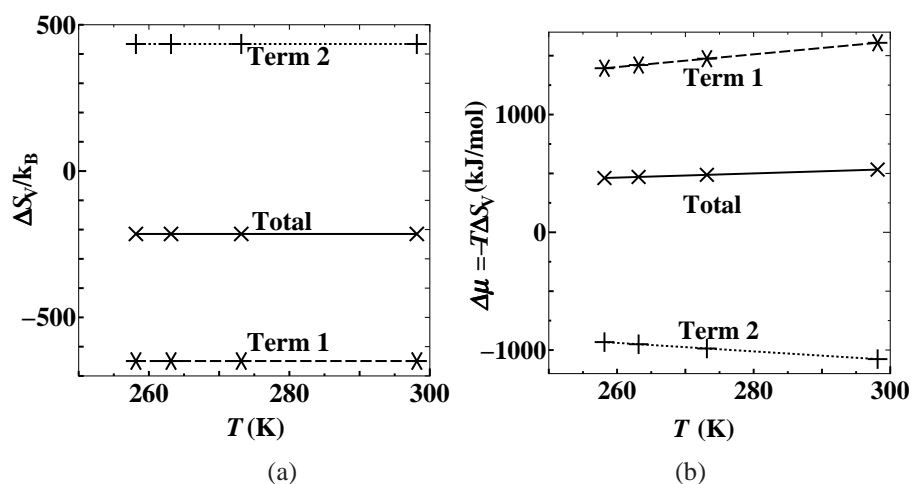 500
Term 2
ΔS_V/k_B
0
Total
−500
Term 1
260 280 300
T (K)
(a)
Term 1
1000
Δμ = −TΔS_V (kJ/mol)
Total
0
Term 2
−1000
260 280 300
T (K)
(b)